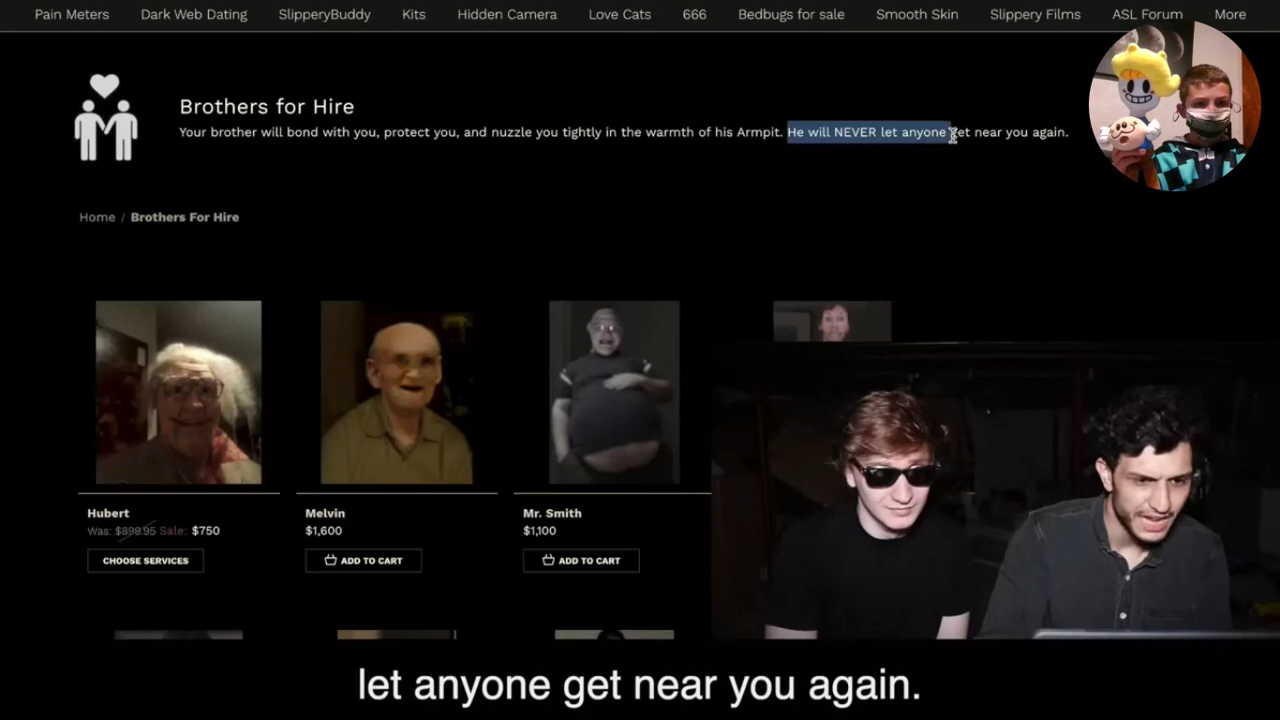 Pain Meters Dark Web Dating SlipperyBuddy Kits Hidden Camera Love Cats 666 Bedbugs for sale Smooth Skin Slippery Films ASL Forum More
Brothers for Hire
Your brother will bond with you, protect you, and nuzzle you tightly in the warmth of his Armpit. He will NEVER let anyone get near you again.
Home / Brothers For Hire
Hubert
Was: $899.95 Sale: $750
CHOOSE SERVICES
Melvin
$1,600
ADD TO CART
Mr. Smith
$1,100
ADD TO CART
let anyone get near you again.